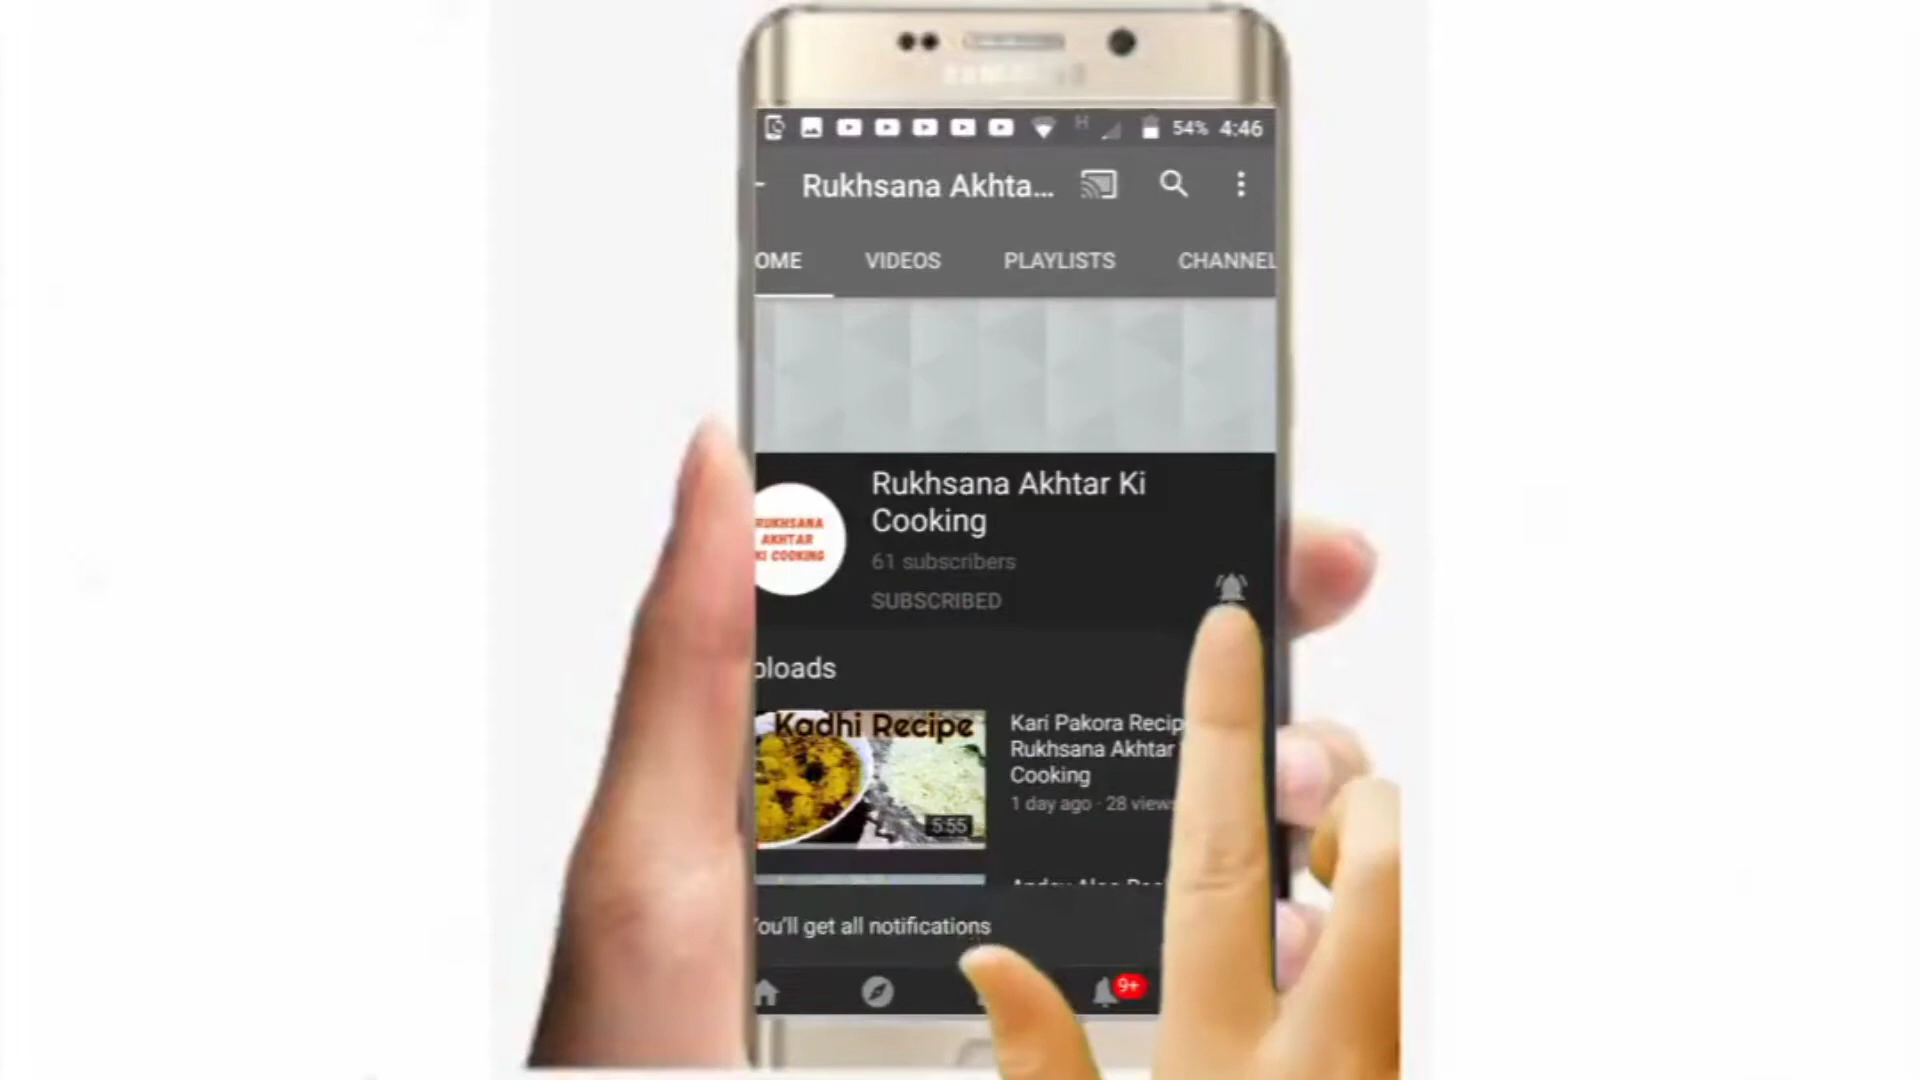 SAMSUNG
54% 4:46
Rukhsana Akhta...
OME VIDEOS PLAYLISTS CHANNEL
Rukhsana Akhtar Ki
Cooking
61 subscribers
SUBSCRIBED
RUKHSANA
AKHTAR
KI COOKING
ploads
Kadhi Recipe
5:55
Kari Pakora Recip
Rukhsana Akhtar
Cooking
1 day ago · 28 views
You'll get all notifications
9+